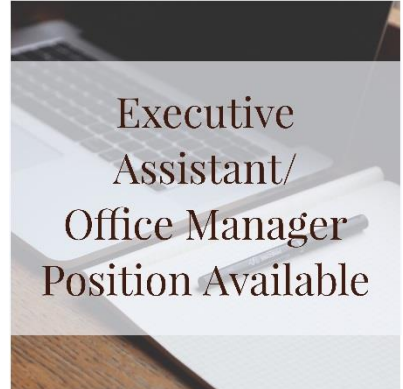 Executive
Assistant/
Office Manager
Position Available